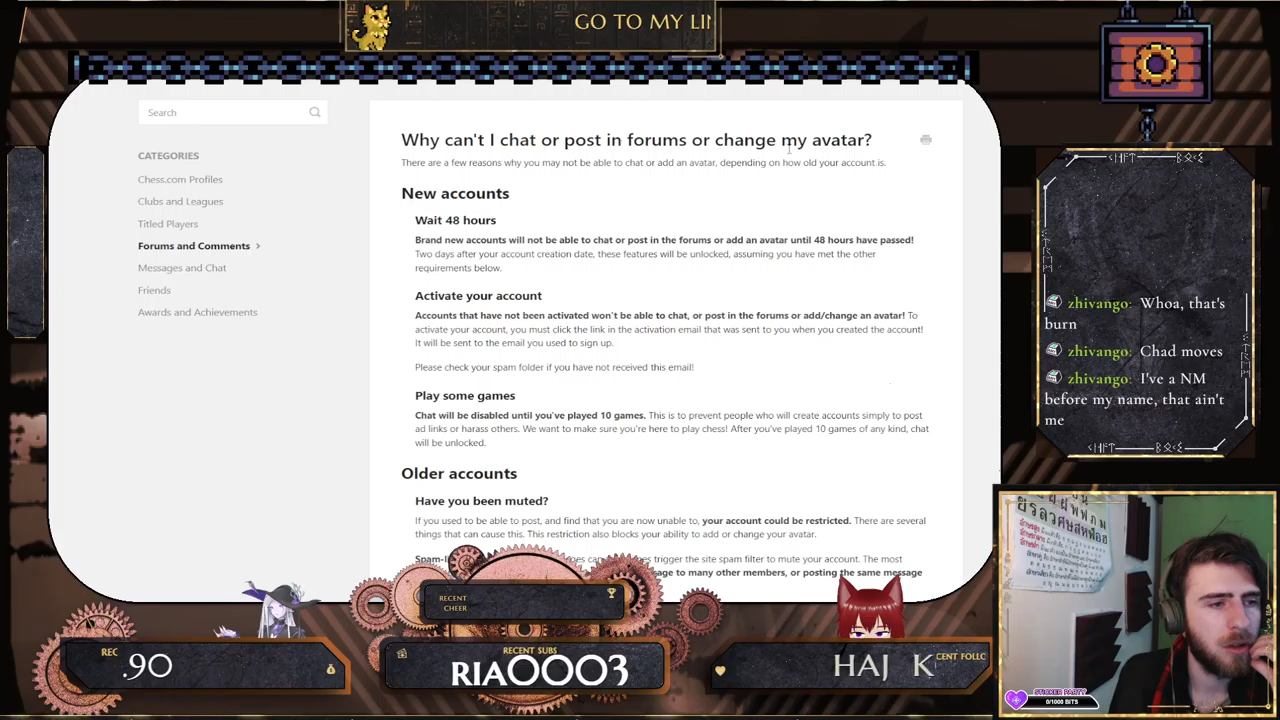 GO TO MY LI
Search
CATEGORIES
Chess.com Profiles
Clubs and Leagues
Titled Players
Forums and Comments
Messages and Chat
Friends
Awards and Achievements
Why can't I chat or post in forums or change my avatar?
There are a few reasons why you may not be able to chat or add an avatar, depending on how old your account is.
New accounts
Wait 48 hours
Brand new accounts will not be able to chat or post in the forums or add an avatar until 48 hours have passed!
Two days after your account creation date, these features will be unlocked, assuming you have met the other
requirements below.
Activate your account
Accounts that have not been activated won't be able to chat, or post in the forums or add/change an avatar! To
activate your account, you must click the link in the activation email that was sent to you when you created the account!
It will be sent to the email you used to sign up.
Please check your spam folder if you have not received this email!
Play some games
Chat will be disabled until you've played 10 games. This is to prevent people who will create accounts simply to post
ad links or harass others. We want to make sure you're here to play chess! After you've played 10 games of any kind, chat
will be unlocked.
Older accounts
Have you been muted?
If you used to be able to post, and find that you are now unable to, your account could be restricted. There are several
things that can cause this. This restriction also blocks your ability to add or change your avatar.
trigger the site spam filter to mute your account. The most
to many other members, or posting the same message
zhivango: Whoa, that's
burn
zhivango: Chad moves
zhivango: I've a NM
before my name, that ain't
me
RECENT
CHEER
REC
.90
RECENT SUBS
RIA0003
HAJ K
CENT FOLLO
STICKER PARTY
0/1000 BITS